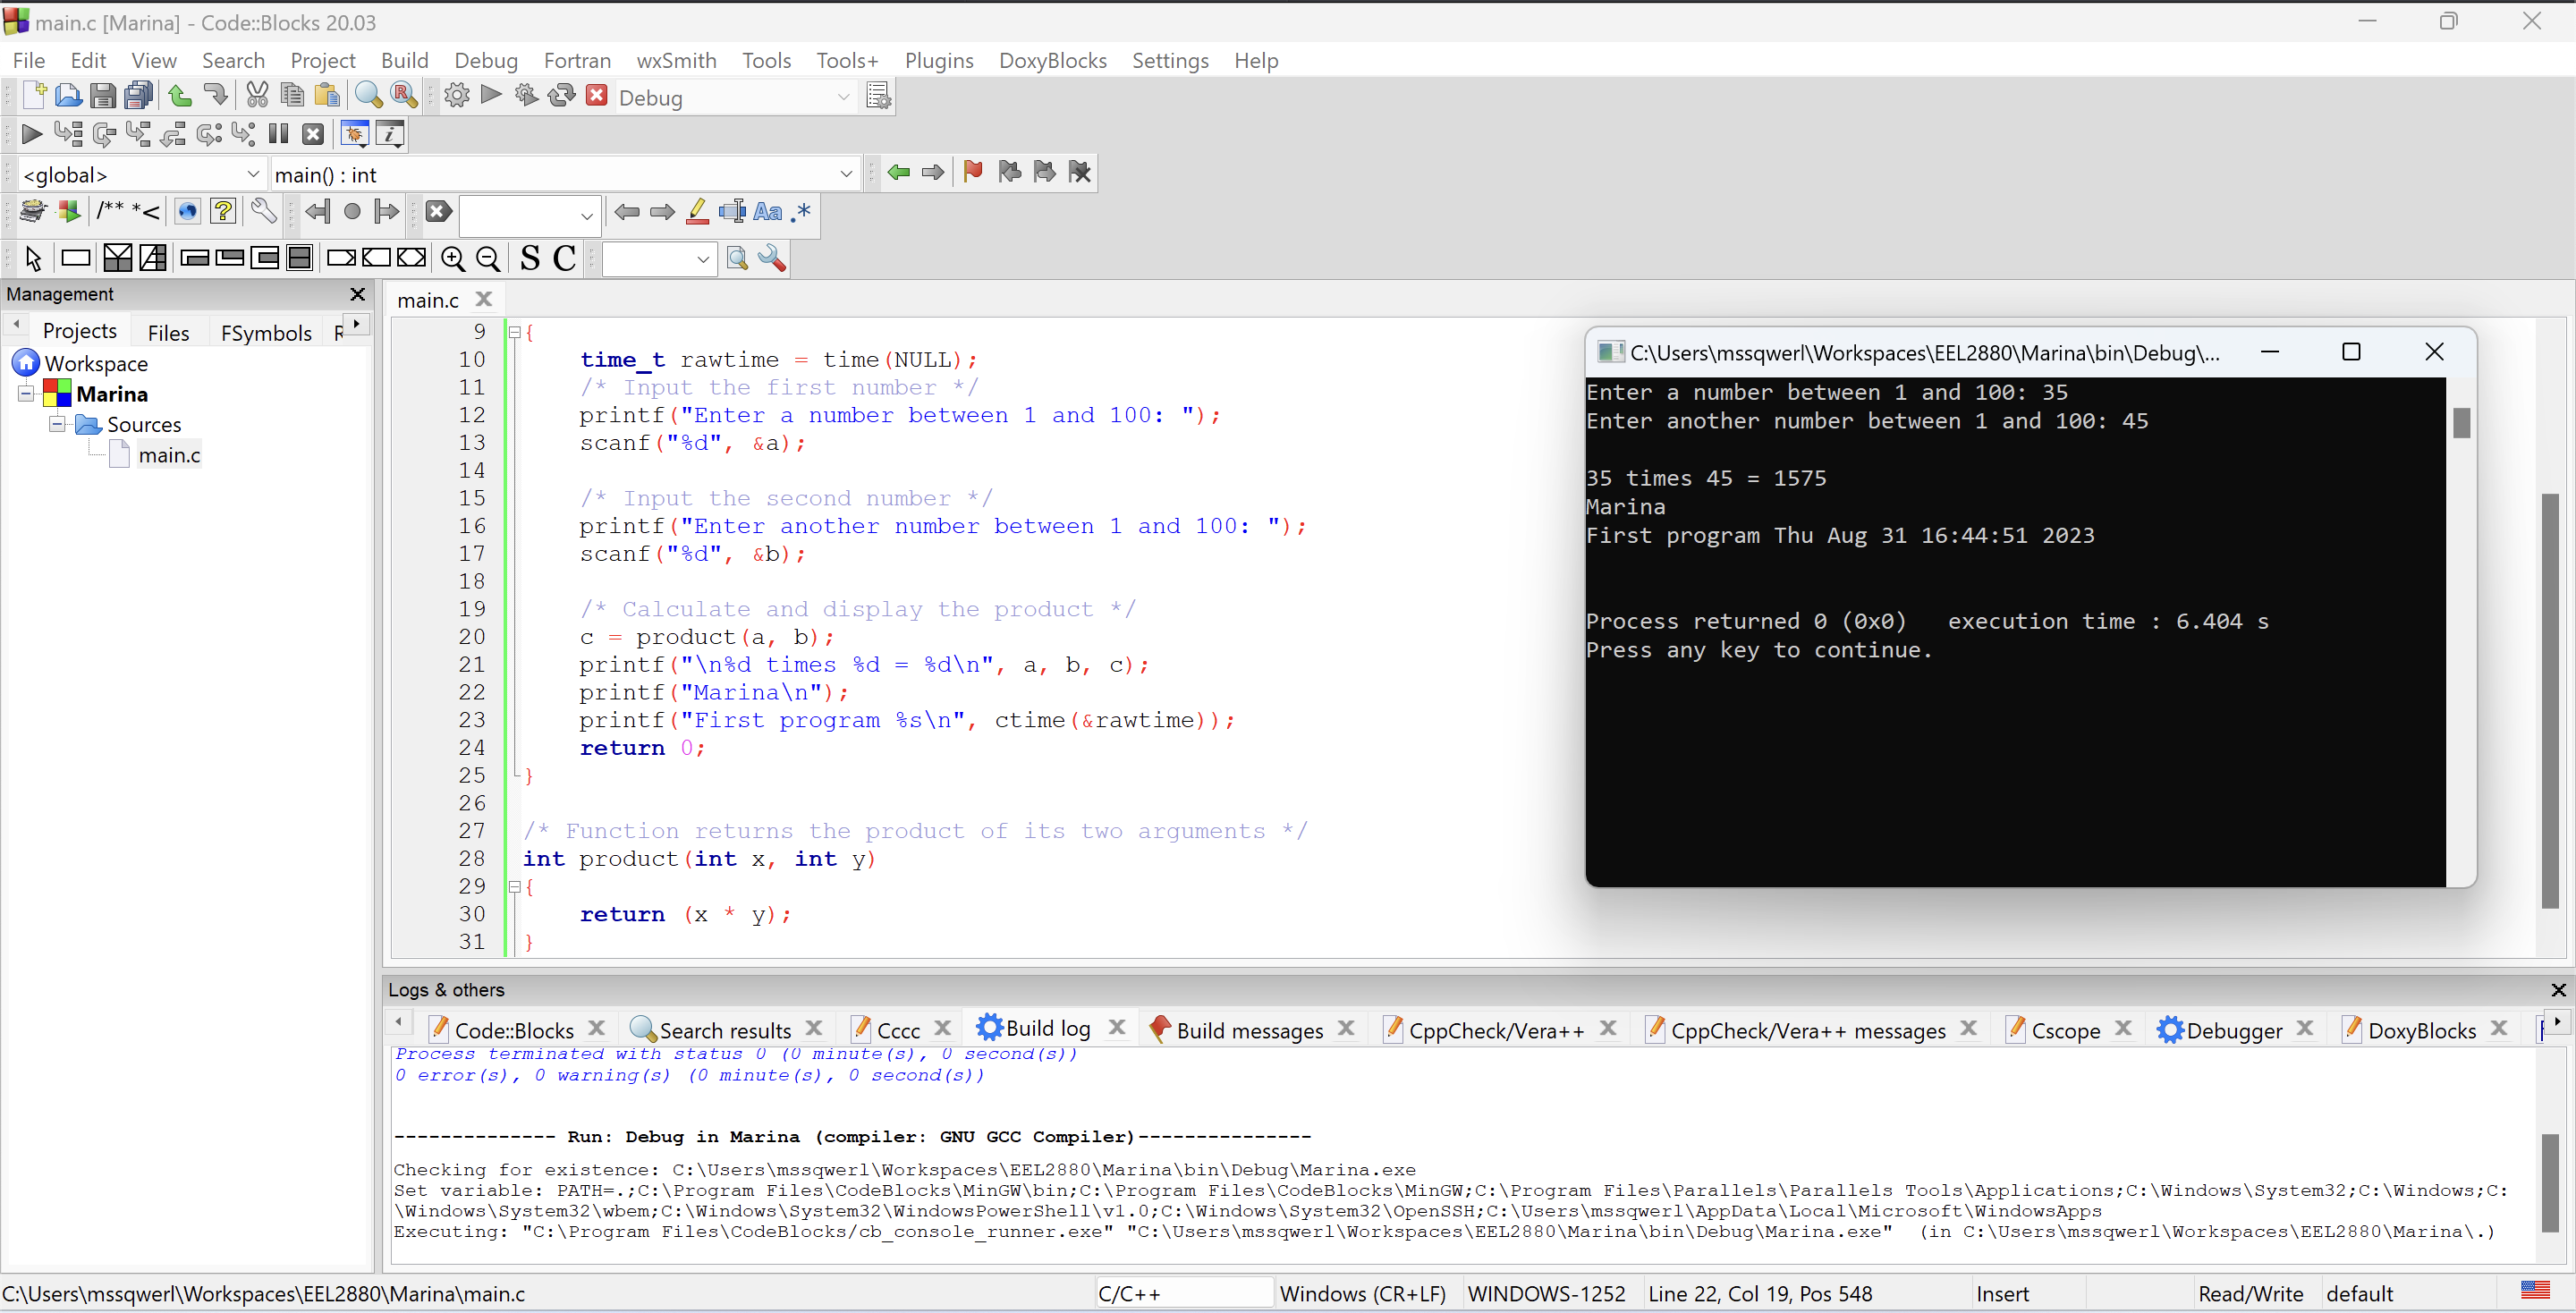 main.c [Marina] - Code::Blocks 20.03
File Edit View Search Project Build Debug Fortran wxSmith Tools Tools+ Plugins DoxyBlocks Settings Help
Debug
<global> main() : int
/** *< Aa .*
S C
Management
Projects Files FSymbols
Workspace
Marina
Sources
main.c
main.c
9 {
10 time_t rawtime = time(NULL);
11 /* Input the first number */
12 printf("Enter a number between 1 and 100: ");
13 scanf("%d", &a);
14
15 /* Input the second number */
16 printf("Enter another number between 1 and 100: ");
17 scanf("%d", &b);
18
19 /* Calculate and display the product */
20 c = product(a, b);
21 printf("\n%d times %d = %d\n", a, b, c);
22 printf("Marina\n");
23 printf("First program %s\n", ctime(&rawtime));
24 return 0;
25 }
26
27 /* Function returns the product of its two arguments */
28 int product(int x, int y)
29 {
30 return (x * y);
31 }
C:\Users\mssqwerl\Workspaces\EEL2880\Marina\bin\Debug\...
Enter a number between 1 and 100: 35
Enter another number between 1 and 100: 45
35 times 45 = 1575
Marina
First program Thu Aug 31 16:44:51 2023
Process returned 0 (0x0) execution time : 6.404 s
Press any key to continue.
Logs & others
Code::Blocks Search results Cccc Build log Build messages CppCheck/Vera++ CppCheck/Vera++ messages Cscope Debugger DoxyBlocks
Process terminated with status 0 (0 minute(s), 0 second(s))
0 error(s), 0 warning(s) (0 minute(s), 0 second(s))
-------------- Run: Debug in Marina (compiler: GNU GCC Compiler)---------------
Checking for existence: C:\Users\mssqwerl\Workspaces\EEL2880\Marina\bin\Debug\Marina.exe
Set variable: PATH=.;C:\Program Files\CodeBlocks\MinGW\bin;C:\Program Files\CodeBlocks\MinGW;C:\Program Files\Parallels\Parallels Tools\Applications;C:\Windows\System32;C:\Windows;C:
\Windows\System32\wbem;C:\Windows\System32\WindowsPowerShell\v1.0;C:\Windows\System32\OpenSSH;C:\Users\mssqwerl\AppData\Local\Microsoft\WindowsApps
Executing: "C:\Program Files\CodeBlocks/cb_console_runner.exe" "C:\Users\mssqwerl\Workspaces\EEL2880\Marina\bin\Debug\Marina.exe" (in C:\Users\mssqwerl\Workspaces\EEL2880\Marina\.)
C:\Users\mssqwerl\Workspaces\EEL2880\Marina\main.c C/C++ Windows (CR+LF) WINDOWS-1252 Line 22, Col 19, Pos 548 Insert Read/Write default